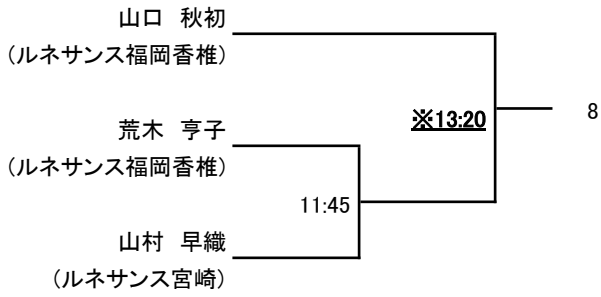 山口 秋初
(ルネサンス福岡香椎)
※13:20
8
荒木 亨子
(ルネサンス福岡香椎)
11:45
山村 早織
(ルネサンス宮崎)